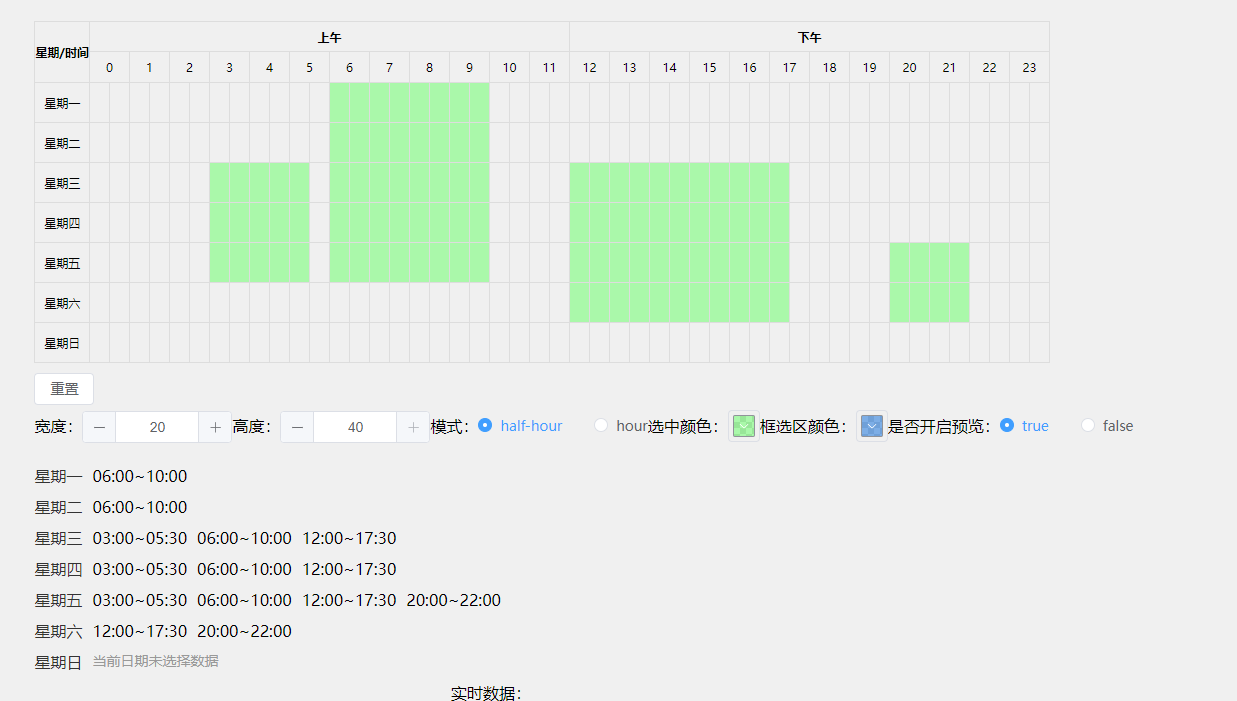 星期/时间 上午 下午
0 1 2 3 4 5 6 7 8 9 10 11 12 13 14 15 16 17 18 19 20 21 22 23
星期一
星期二
星期三
星期四
星期五
星期六
星期日
重置
宽度： − 20 + 高度： − 40 + 模式： half-hour hour 选中颜色： 框选区颜色： 是否开启预览： true false
星期一 06:00~10:00
星期二 06:00~10:00
星期三 03:00~05:30 06:00~10:00 12:00~17:30
星期四 03:00~05:30 06:00~10:00 12:00~17:30
星期五 03:00~05:30 06:00~10:00 12:00~17:30 20:00~22:00
星期六 12:00~17:30 20:00~22:00
星期日 当前日期未选择数据
实时数据：